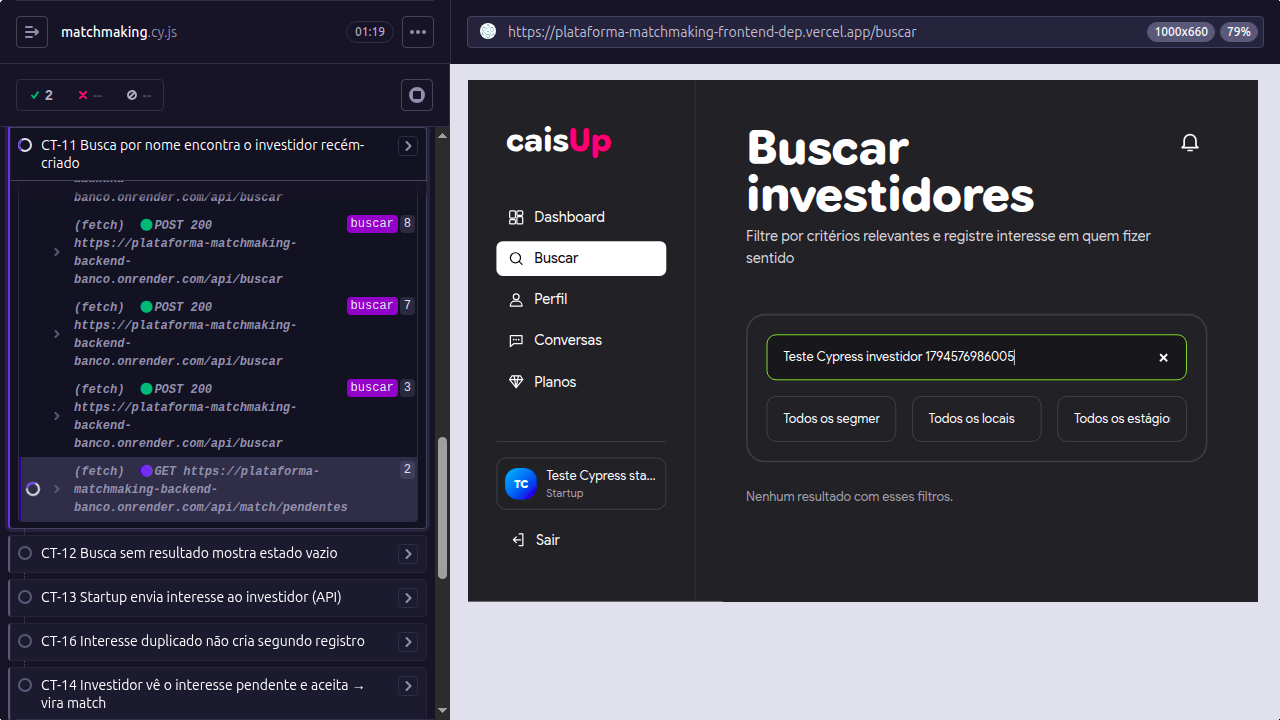 matchmaking.cy.js
01:19
2
--
--
CT-11 Busca por nome encontra o investidor recém-
criado
banco.onrender.com/api/buscar
(fetch) POST 200
buscar 8
https://plataforma-matchmaking-
backend-
banco.onrender.com/api/buscar
(fetch) POST 200
buscar 7
https://plataforma-matchmaking-
backend-
banco.onrender.com/api/buscar
(fetch) POST 200
buscar 3
https://plataforma-matchmaking-
backend-
banco.onrender.com/api/buscar
(fetch) GET https://plataforma-
2
matchmaking-backend-
banco.onrender.com/api/match/pendentes
CT-12 Busca sem resultado mostra estado vazio
CT-13 Startup envia interesse ao investidor (API)
CT-16 Interesse duplicado não cria segundo registro
CT-14 Investidor vê o interesse pendente e aceita →
vira match
https://plataforma-matchmaking-frontend-dep.vercel.app/buscar
1000x660
79%
caisUp
Dashboard
Buscar
Perfil
Conversas
Planos
TC
Teste Cypress sta...
Startup
Sair
Buscar
investidores
Filtre por critérios relevantes e registre interesse em quem fizer
sentido
Teste Cypress investidor 1794576986005
Todos os segmer
Todos os locais
Todos os estágio
Nenhum resultado com esses filtros.